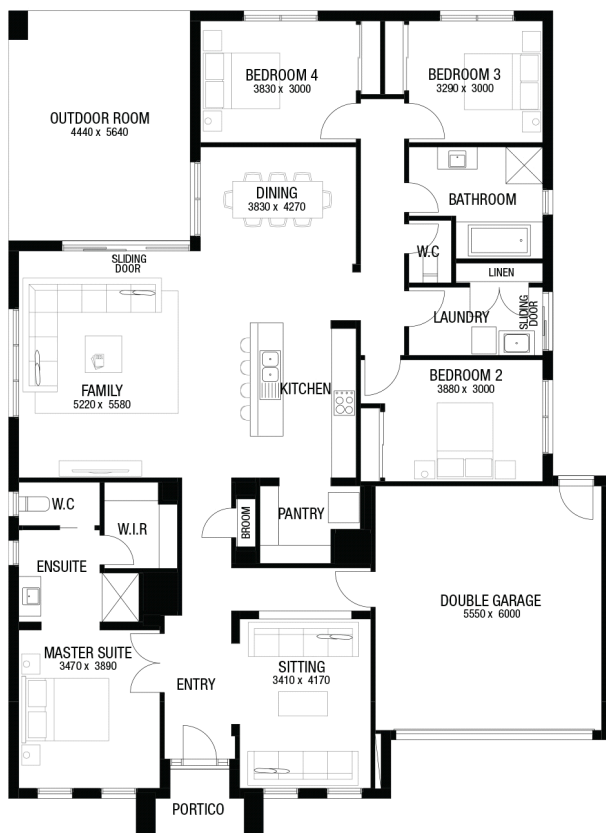 BEDROOM 4
3830 x 3000
BEDROOM 3
3290 x 3000
OUTDOOR ROOM
4440 x 5640
DINING
3830 x 4270
BATHROOM
W.C
SLIDING
DOOR
LINEN
LAUNDRY
SLIDING
DOOR
FAMILY
5220 x 5580
KITCHEN
BEDROOM 2
3880 x 3000
W.C
W.I.R
BROOM
PANTRY
ENSUITE
DOUBLE GARAGE
5550 x 6000
MASTER SUITE
3470 x 3890
SITTING
3410 x 4170
ENTRY
PORTICO